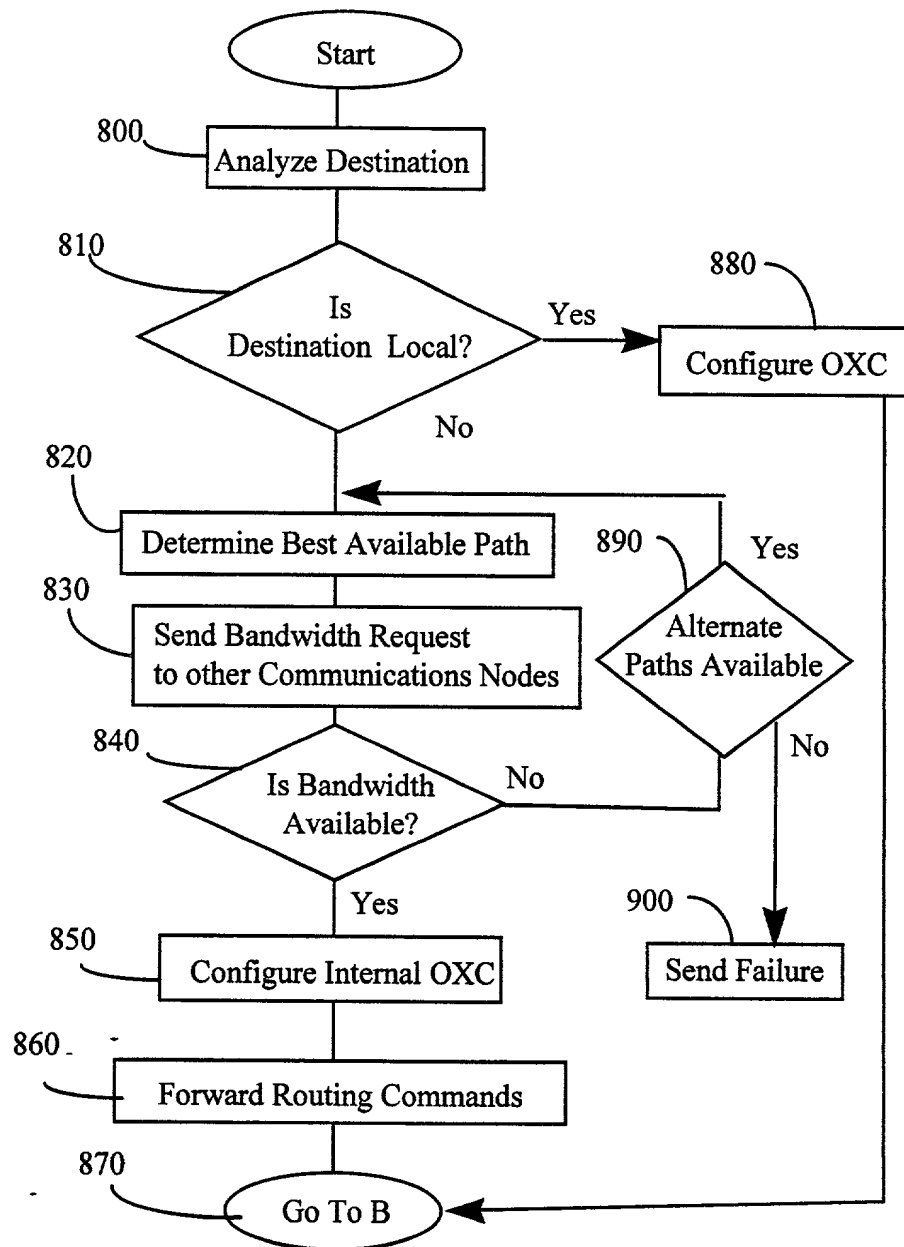 Start
800
Analyze Destination
810
Is
Destination Local?
Yes
880
Configure OXC
No
820
Determine Best Available Path
890
Yes
830
Send Bandwidth Request
to other Communications Nodes
Alternate
Paths Available
840
Is Bandwidth
Available?
No
No
Yes
850
Configure Internal OXC
900
Send Failure
860
Forward Routing Commands
870
Go To B